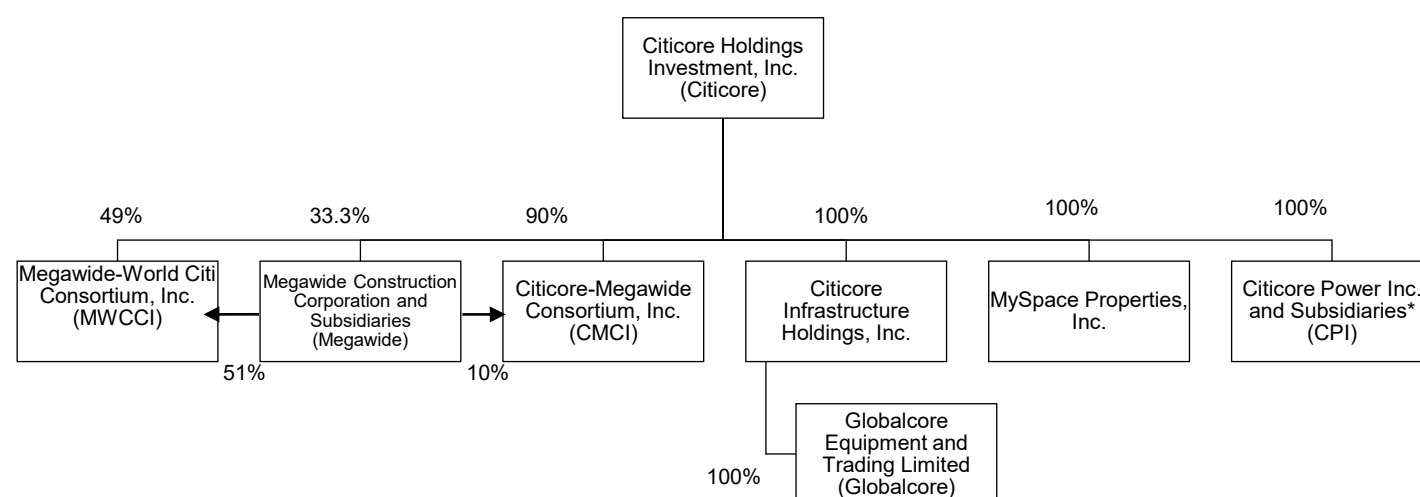 Citicore Holdings
Investment, Inc.
(Citicore)
49%
33.3%
90%
100%
100%
100%
Megawide-World Citi
Consortium, Inc.
(MWCCI)
Megawide Construction
Corporation and
Subsidiaries
(Megawide)
Citicore-Megawide
Consortium, Inc.
(CMCI)
Citicore
Infrastructure
Holdings, Inc.
MySpace Properties,
Inc.
Citicore Power Inc.
and Subsidiaries*
(CPI)
51%
10%
Globalcore
Equipment and
Trading Limited
(Globalcore)
100%